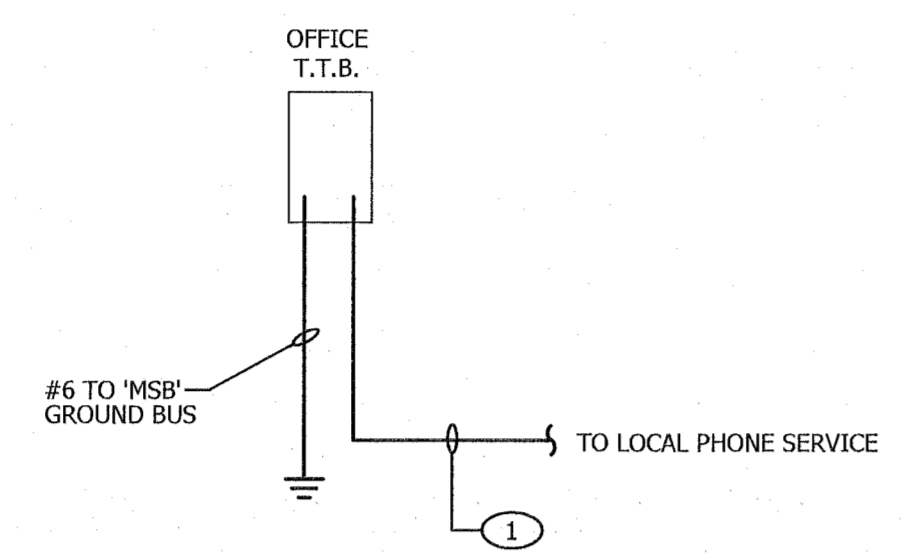 OFFICE
T.T.B.
#6 TO 'MSB'
GROUND BUS
TO LOCAL PHONE SERVICE
1